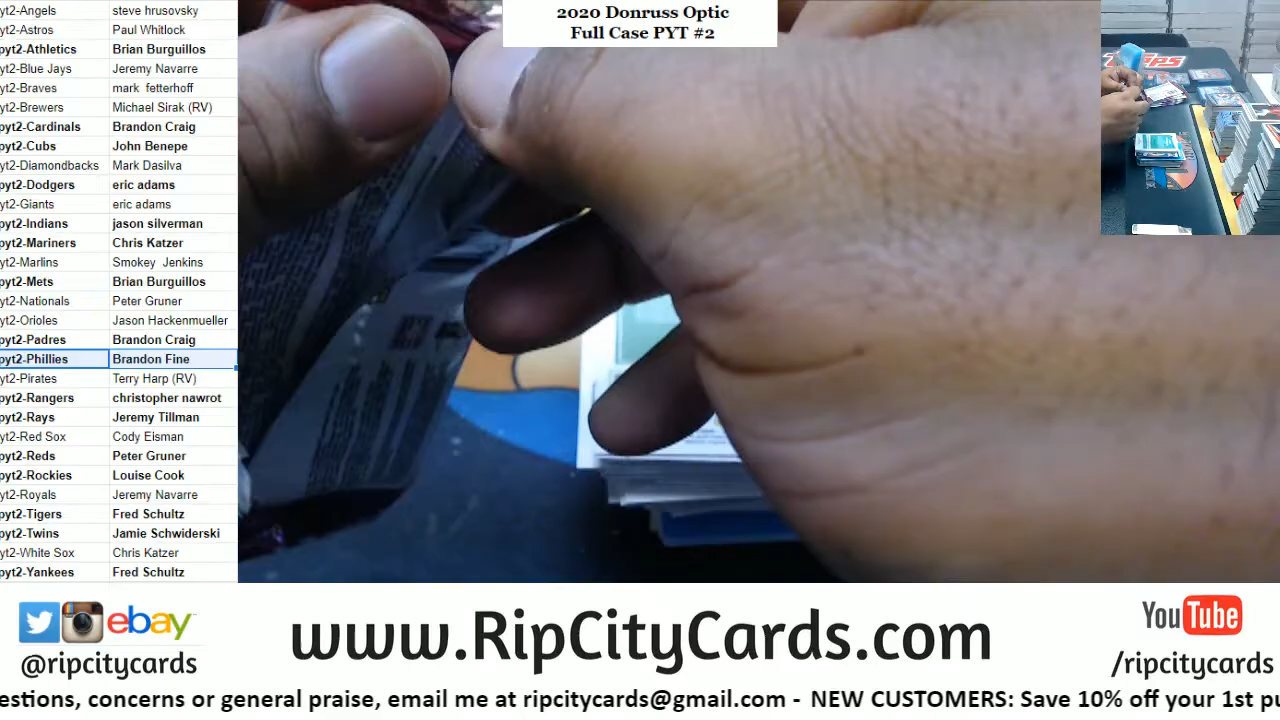 2020 Donruss Optic
Full Case PYT #2
yt2-Angels steve hrusovsky
yt2-Astros Paul Whitlock
pyt2-Athletics Brian Burguillos
yt2-Blue Jays Jeremy Navarre
yt2-Braves mark fetterhoff
yt2-Brewers Michael Sirak (RV)
pyt2-Cardinals Brandon Craig
pyt2-Cubs John Benepe
yt2-Diamondbacks Mark Dasilva
pyt2-Dodgers eric adams
yt2-Giants eric adams
pyt2-Indians jason silverman
pyt2-Mariners Chris Katzer
yt2-Marlins Smokey Jenkins
pyt2-Mets Brian Burguillos
yt2-Nationals Peter Gruner
yt2-Orioles Jason Hackenmueller
pyt2-Padres Brandon Craig
pyt2-Phillies Brandon Fine
yt2-Pirates Terry Harp (RV)
pyt2-Rangers christopher nawrot
pyt2-Rays Jeremy Tillman
yt2-Red Sox Cody Elsman
pyt2-Reds Peter Gruner
pyt2-Rockies Louise Cook
yt2-Royals Jeremy Navarre
pyt2-Tigers Fred Schultz
pyt2-Twins Jamie Schwiderski
yt2-White Sox Chris Katzer
pyt2-Yankees Fred Schultz
ebay
@ripcitycards
www.RipCityCards.com
YouTube
/ripcitycards
estions, concerns or general praise, email me at ripcitycards@gmail.com - NEW CUSTOMERS: Save 10% off your 1st pu